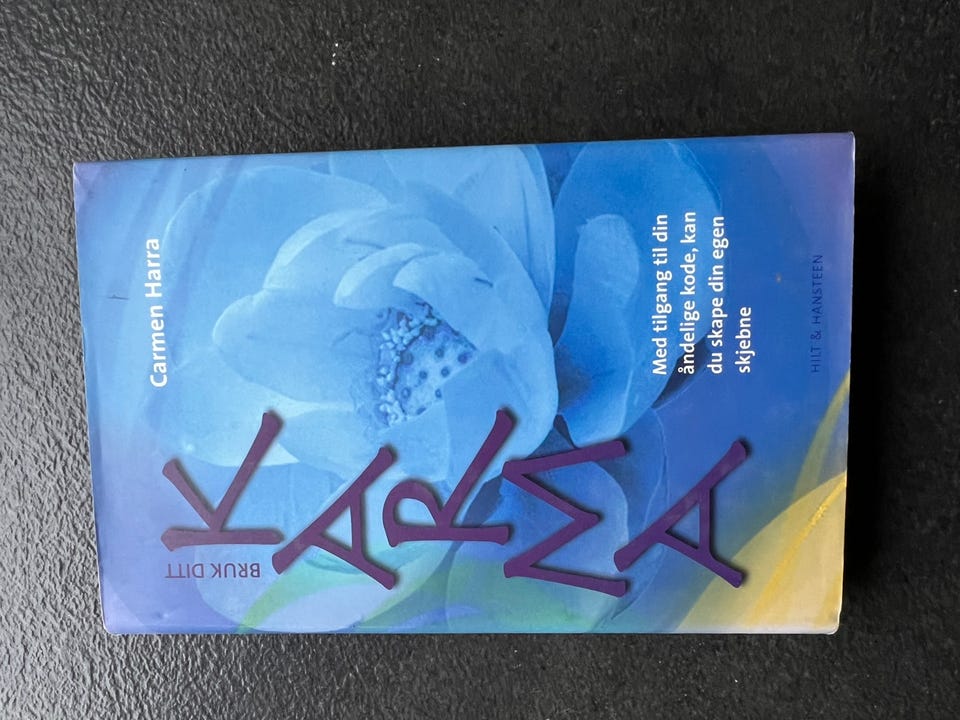 Carmen Harra
BRUK DITT
KARMA
Med tilgang til din
åndelige kode, kan
du skape din egen
skjebne
HILT & HANSTEEN